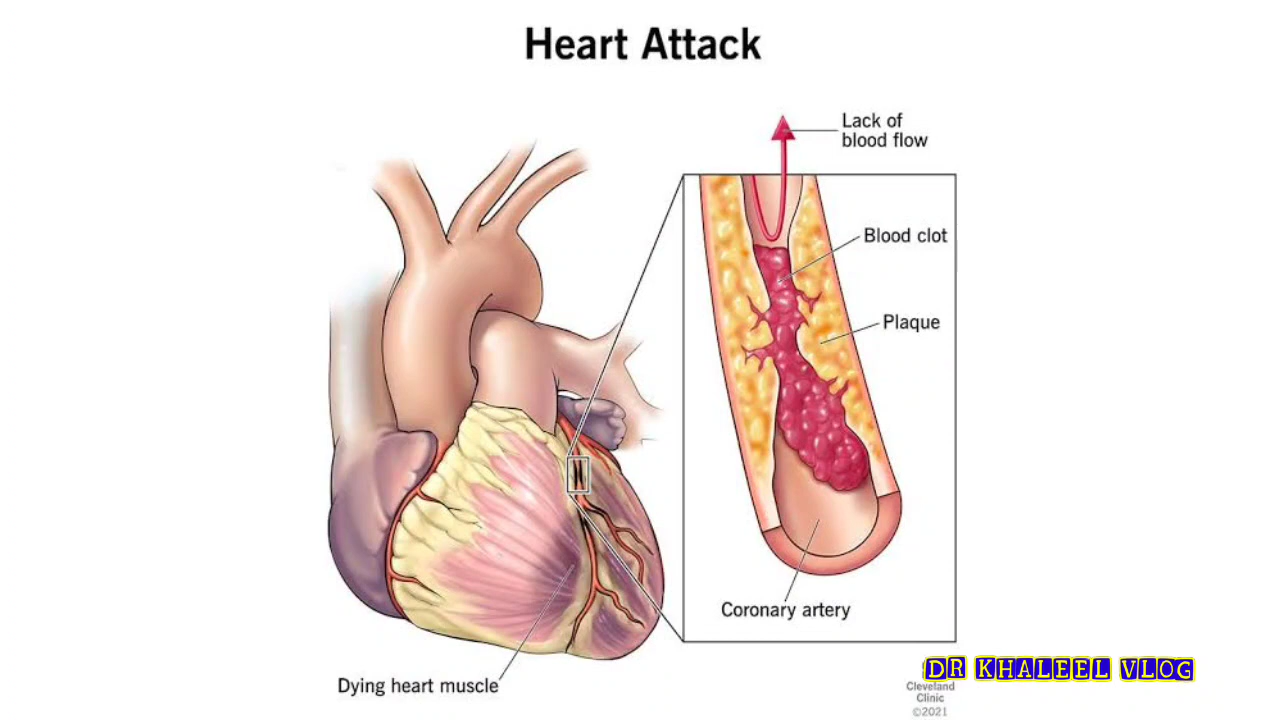 Heart Attack
Lack of
blood flow
Blood clot
Plaque
Coronary artery
Dying heart muscle
DR KHALEEL VLOG
Cleveland
Clinic
©2021